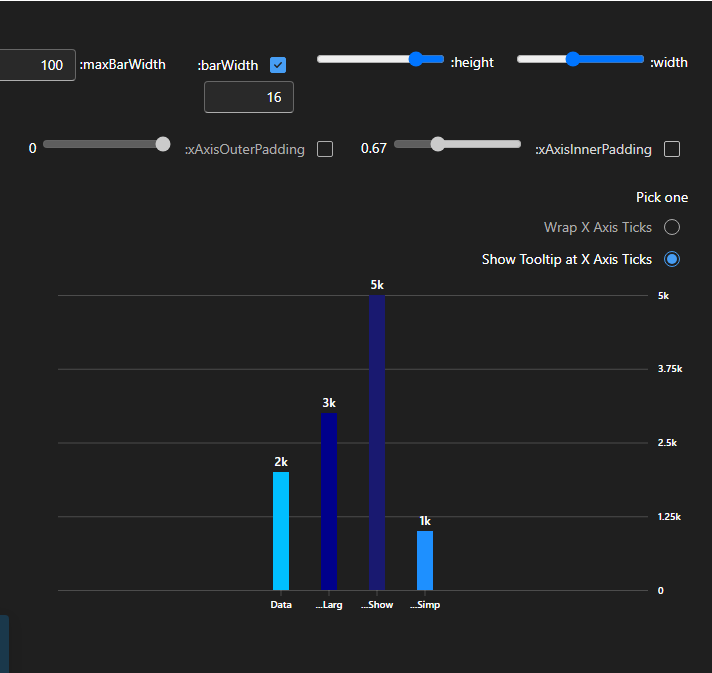 width:
height:
barWidth:
16
maxBarWidth:
100
xAxisInnerPadding:
0.67
xAxisOuterPadding:
0
Pick one
Wrap X Axis Ticks
Show Tooltip at X Axis Ticks
5k
5k
3.75k
3k
2.5k
2k
1.25k
1k
0
Data
...Larg
...Show
...Simp